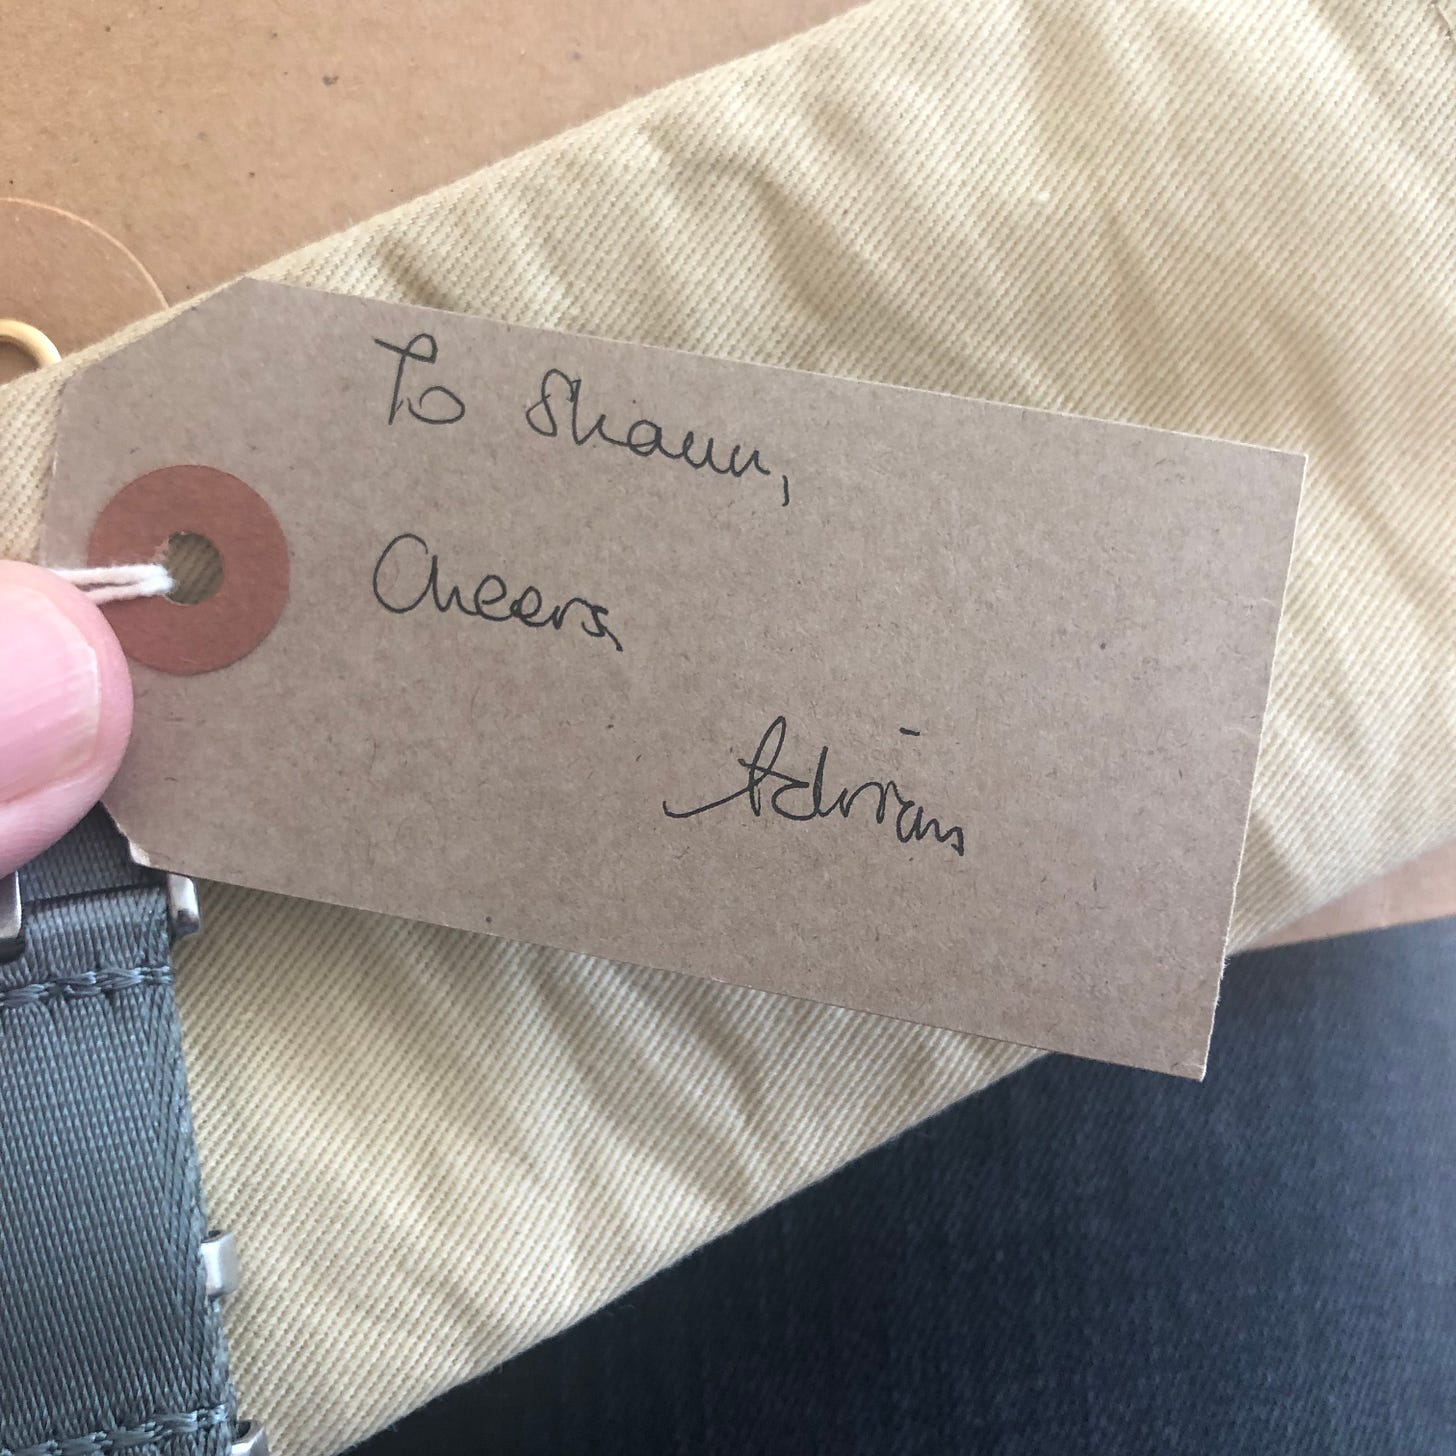 To Shaun,
Cheers
Adrian